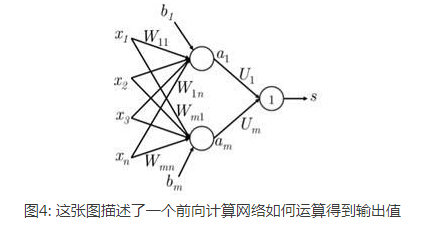 b₁
x₁ W₁₁ a₁
U₁
x₂ W₁ₙ 1 s
x₃ Wₘ₁ Uₘ
xₙ Wₘₙ aₘ
bₘ
图4: 这张图描述了一个前向计算网络如何运算得到输出值